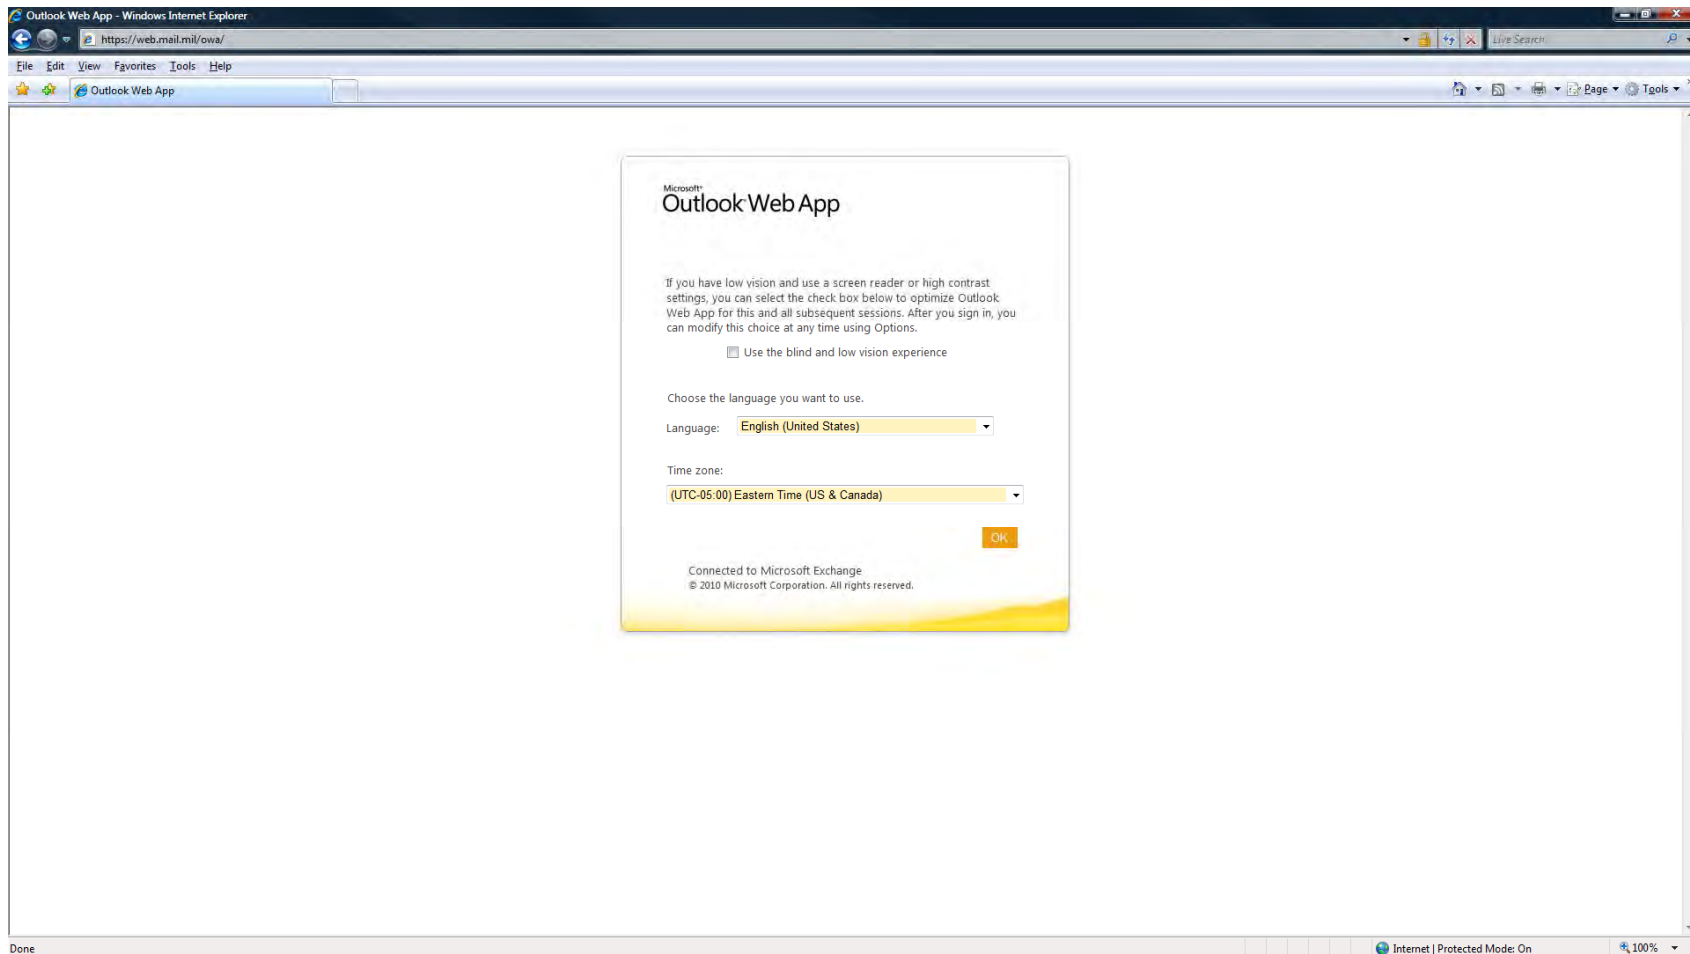 Outlook Web App - Windows Internet Explorer
https://web.mail.mil/owa/
Live Search
File Edit View Favorites Tools Help
Outlook Web App
Page Tools
Microsoft®
Outlook Web App
If you have low vision and use a screen reader or high contrast
settings, you can select the check box below to optimize Outlook
Web App for this and all subsequent sessions. After you sign in, you
can modify this choice at any time using Options.
Use the blind and low vision experience
Choose the language you want to use.
Language: English (United States)
Time zone:
(UTC-05:00) Eastern Time (US & Canada)
OK
Connected to Microsoft Exchange
© 2010 Microsoft Corporation. All rights reserved.
Done Internet | Protected Mode: On 100%